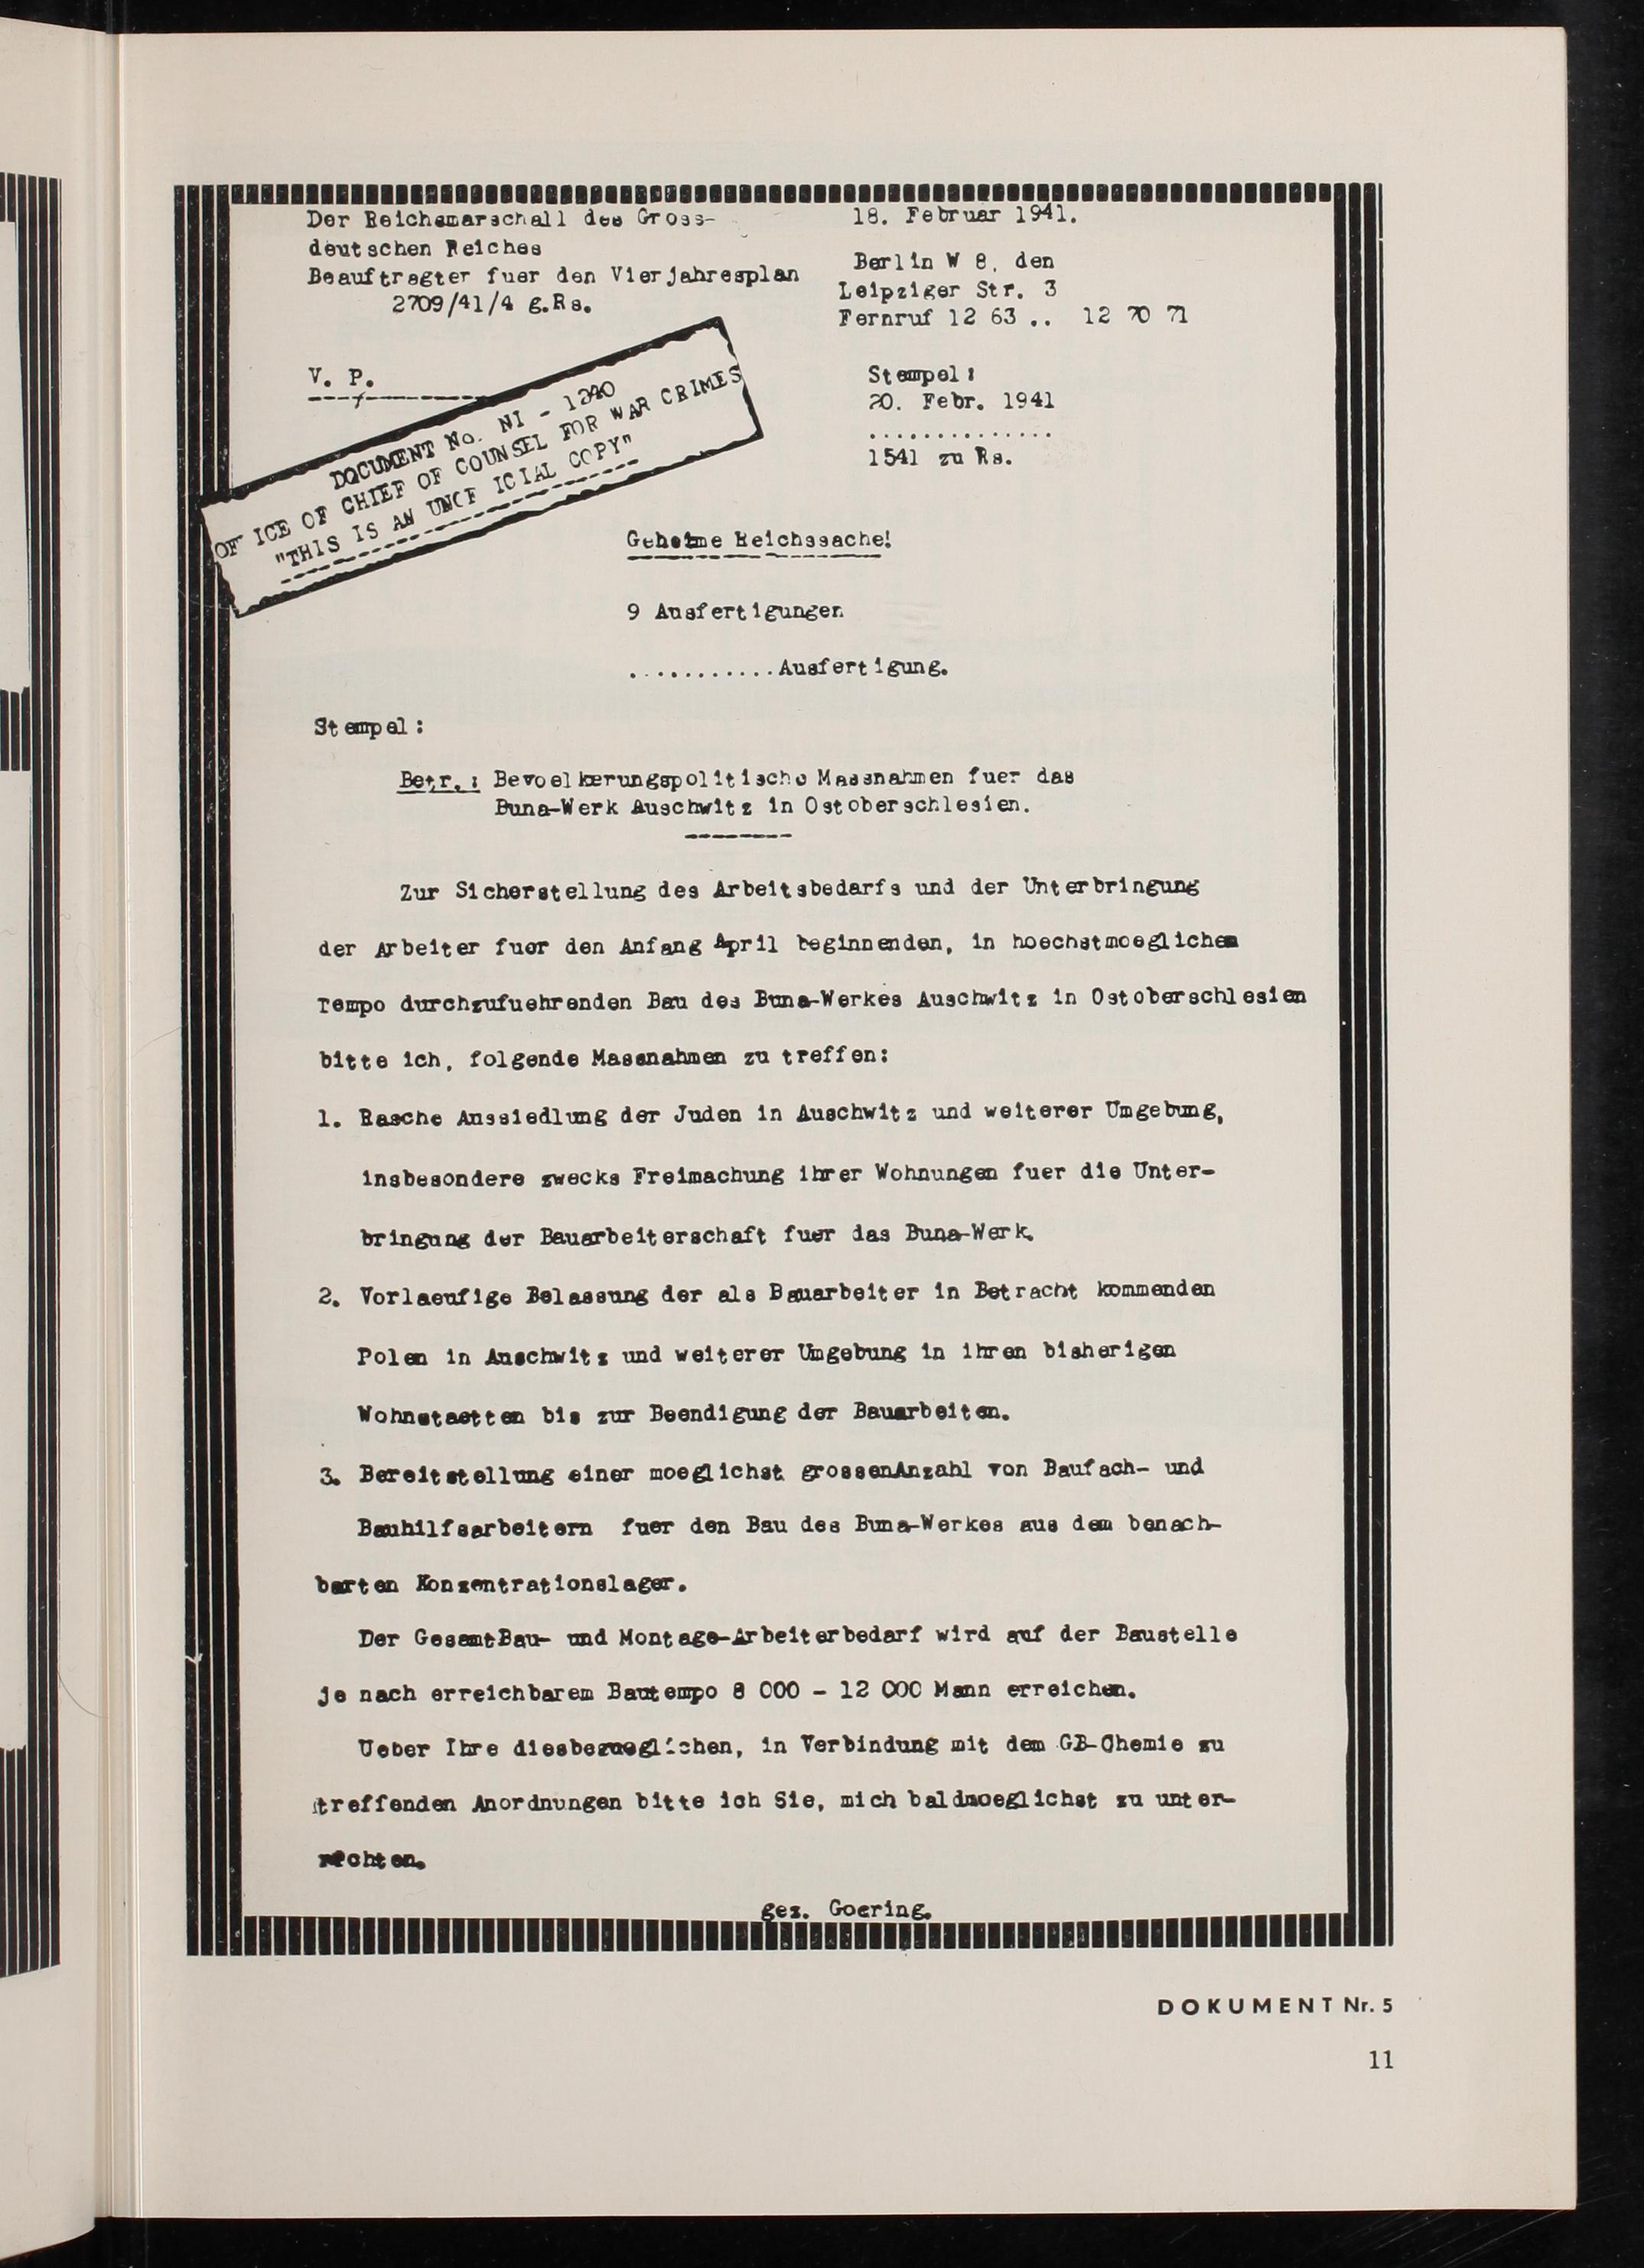 Der Reichsmarschall des Gross-
deutschen Reiches
Beauftragter fuer den Vierjahresplan
2709/41/4 g.Rs.
18. Februar 1941.
Berlin W 8, den
Leipziger Str. 3
Fernruf 12 63 .. 12 70 71
V. P.
Stempel:
20. Febr. 1941
..............
1541 zu Rs.
DOCUMENT No. NI - 1240
OF ICE OF CHIEF OF COUNSEL FOR WAR CRIMES
"THIS IS AN UNOF ICIAL COPY"
Geheime Reichssache!
9 Ausfertigungen
...........Ausfertigung.
Stempel:
Betr.: Bevoelkerungspolitische Massnahmen fuer das
Buna-Werk Auschwitz in Ostoberschlesien.
Zur Sicherstellung des Arbeitsbedarfs und der Unterbringung
der Arbeiter fuer den Anfang April beginnenden, in hoechstmoeglichem
Tempo durchzufuehrenden Bau des Buna-Werkes Auschwitz in Ostoberschlesien
bitte ich, folgende Massnahmen zu treffen:
1. Rasche Aussiedlung der Juden in Auschwitz und weiterer Umgebung,
insbesondere zwecks Freimachung ihrer Wohnungen fuer die Unter-
bringung der Bauarbeiterschaft fuer das Buna-Werk.
2. Vorlaeufige Belassung der als Bauarbeiter in Betracht kommenden
Polen in Auschwitz und weiterer Umgebung in ihren bisherigen
Wohnstaetten bis zur Beendigung der Bauarbeiten.
3. Bereitstellung einer moeglichst grossenAnzahl von Baufach- und
Bauhilfsarbeitern fuer den Bau des Buna-Werkes aus dem benach-
barten Konzentrationslager.
Der GesamtBau- und Montage-Arbeiterbedarf wird auf der Baustelle
je nach erreichbarem Bautempo 8 000 - 12 000 Mann erreichen.
Ueber Ihre diesbezueglichen, in Verbindung mit dem GB-Chemie zu
treffenden Anordnungen bitte ich Sie, mich baldmoeglichst zu unter-
richten.
gez. Goering.
DOKUMENT Nr. 5
11